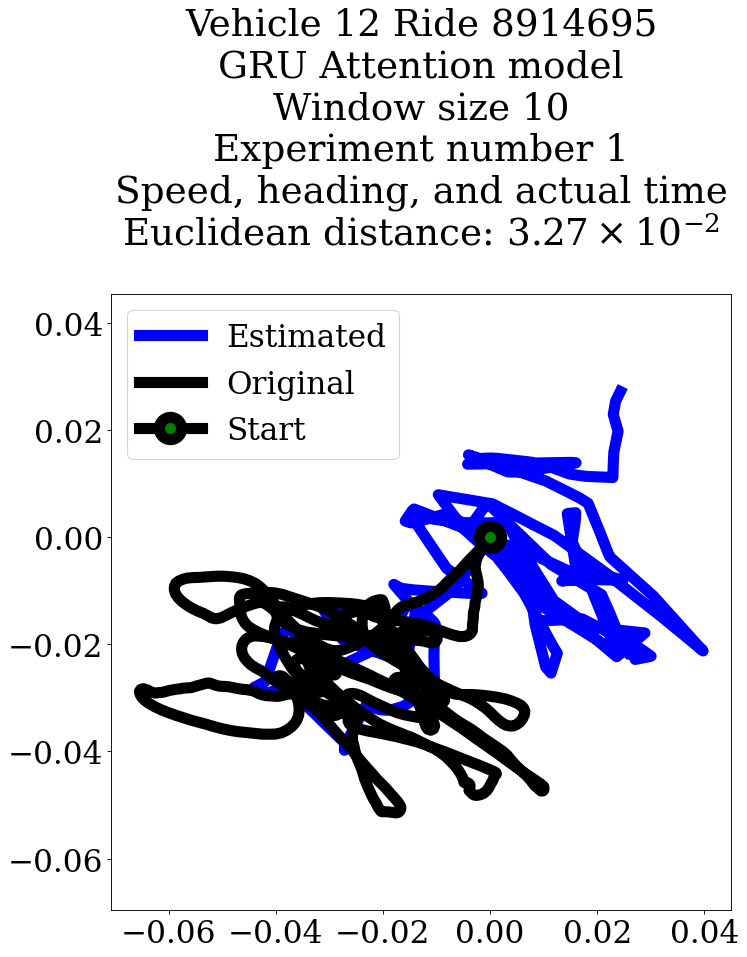 Vehicle 12 Ride 8914695
GRU Attention model
Window size 10
Experiment number 1
Speed, heading, and actual time
Euclidean distance: 3.27 × 10⁻²
Estimated
Original
Start
0.04
0.02
0.00
−0.02
−0.04
−0.06
−0.06 −0.04 −0.02 0.00 0.02 0.04